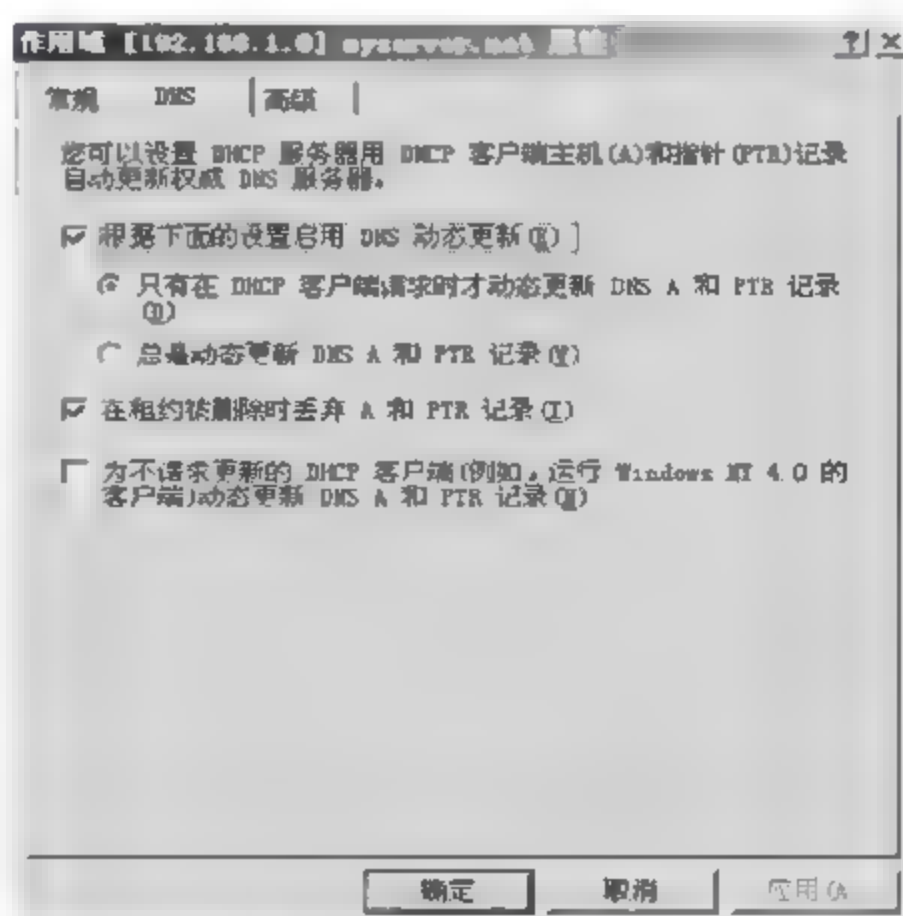 作用域 [192.168.1.0] 属性
常规 DNS 高级
您可以设置 DHCP 服务器用 DHCP 客户端主机(A)和指针(PTR)记录
自动更新权威 DNS 服务器。
根据下面的设置启用 DNS 动态更新(E)]
只有在 DHCP 客户端请求时才动态更新 DNS A 和 PTR 记录
(D)
总是动态更新 DNS A 和 PTR 记录(Y)
在租约被删除时丢弃 A 和 PTR 记录(I)
为不请求更新的 DHCP 客户端(例如，运行 Windows NT 4.0 的
客户端)动态更新 DNS A 和 PTR 记录(N)
确定 取消 应用(A